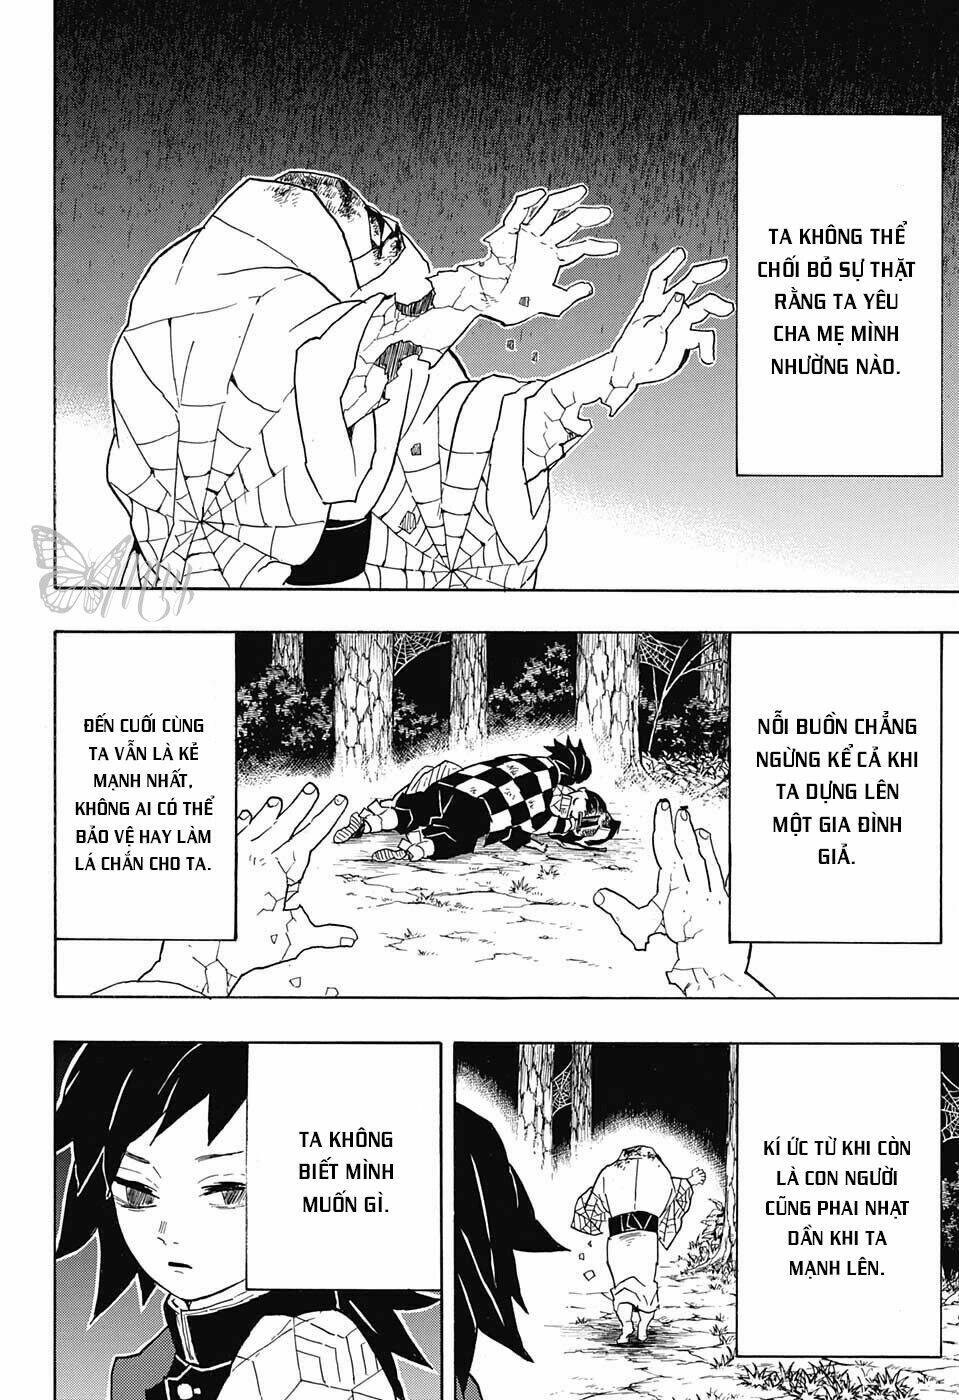 TA KHÔNG THỂ
CHỐI BỎ SỰ THẶT
RẰNG TA YÊU
CHA MẸ MÌNH
NHƯỜNG NÀO.
NỖI BUỒN CHẲNG
NGỪNG KỂ CẢ KHI
TA DỰNG LÊN
MỘT GIA ĐÌNH
GIẢ.
ĐẾN CUỐI CÙNG
TA VẪN LÀ KẺ
MẠNH NHẤT,
KHÔNG AI CÓ THỂ
BẢO VỆ HAY LÀM
LÁ CHẮN CHO TA.
KÍ ỨC TỪ KHI CÒN
LÀ CON NGƯỜI
CŨNG PHAI NHẠT
DẦN KHI TA
MẠNH LÊN.
TA KHÔNG
BIẾT MÌNH
MUỐN GÌ.